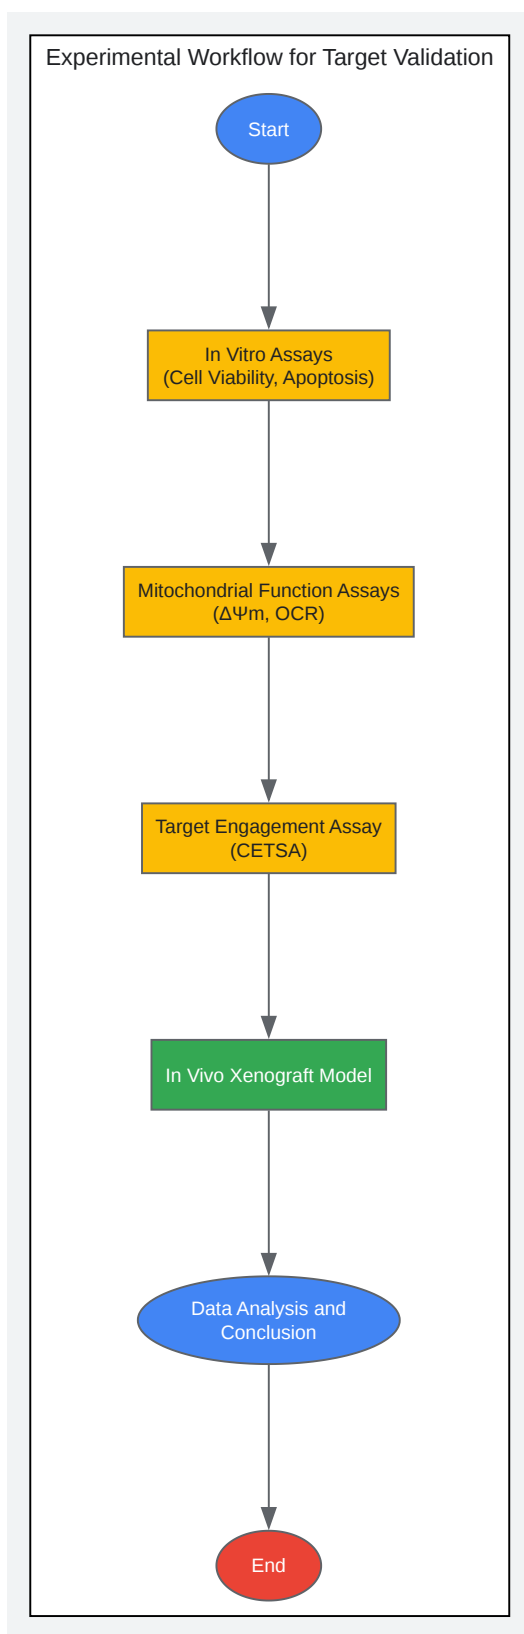 Experimental Workflow for Target Validation
Start
In Vitro Assays
(Cell Viability, Apoptosis)
Mitochondrial Function Assays
(ΔΨm, OCR)
Target Engagement Assay
(CETSA)
In Vivo Xenograft Model
Data Analysis and
Conclusion
End